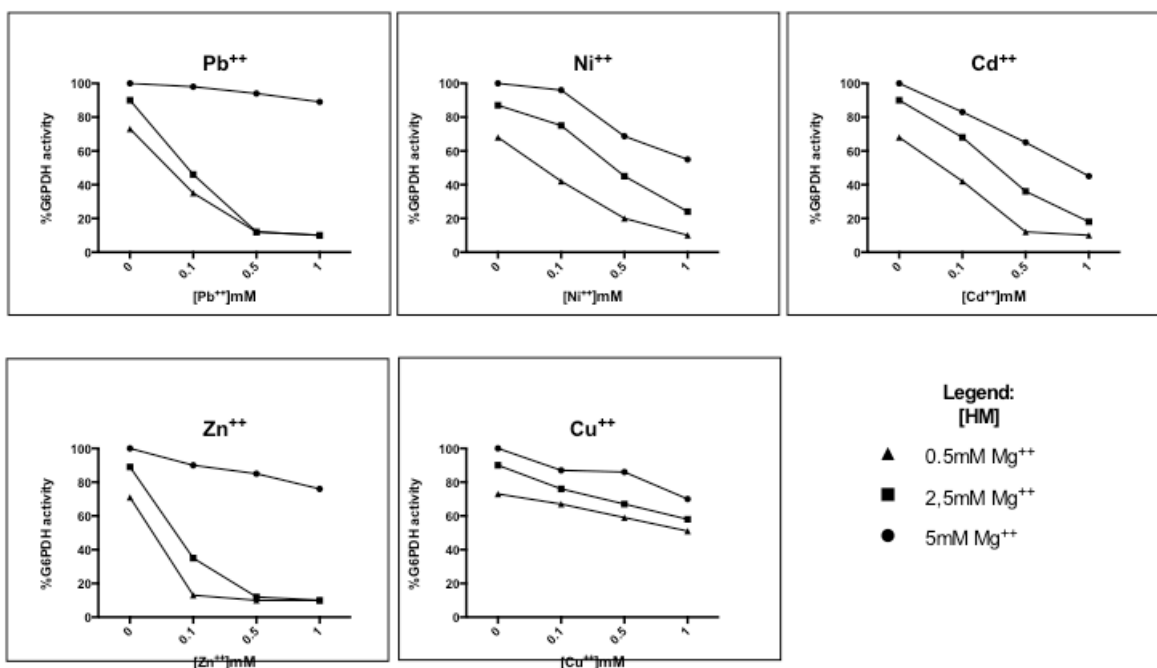 Pb++
%G6PDH activity
100
80
60
40
20
0
0
0.1
0.5
1
[Pb++]mM
Ni++
%G6PDH activity
100
80
60
40
20
0
0
0.1
0.5
1
[Ni++]mM
Cd++
%G6PDH activity
100
80
60
40
20
0
0
0.1
0.5
1
[Cd++]mM
Zn++
%G6PDH activity
100
80
60
40
20
0
0
0.1
0.5
1
[Zn++]mM
Cu++
%G6PDH activity
100
80
60
40
20
0
0
0.1
0.5
1
[Cu++]mM
Legend:
[HM]
0.5mM Mg++
2,5mM Mg++
5mM Mg++